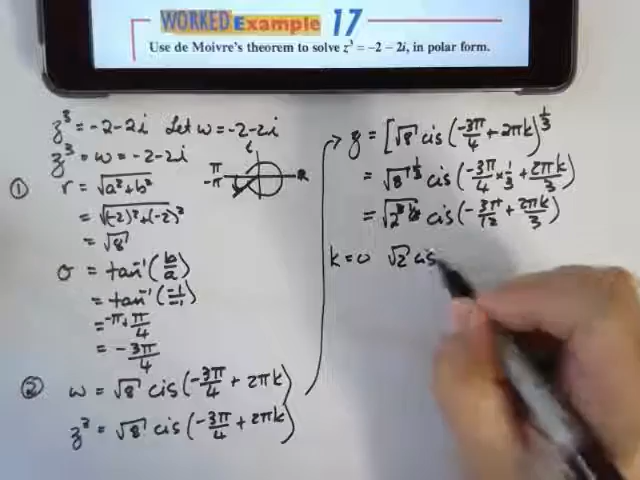 WORKED Example 17
Use de Moivre's theorem to solve z³ = −2 − 2i, in polar form.
z³ = -2-2i Let w = -2-2i
z³ = w = -2-2i
① r = √(a²+b²)
= √((-2)²+(-2)²)
= √8
θ = tan⁻¹(b/a)
= tan⁻¹(-1/-1)
= -π+π/4
= -3π/4
② w = √8 cis(-3π/4 + 2πk)
z³ = √8 cis(-3π/4 + 2πk)
π
-π
i
R
z = [√8 cis(-3π/4 + 2πk)^1/3
= √8^1/3 cis(-3π/4 × 1/3 + 2πk/3)
cis(-3π/12 + 2πk/3)
k = 0 √2 cis